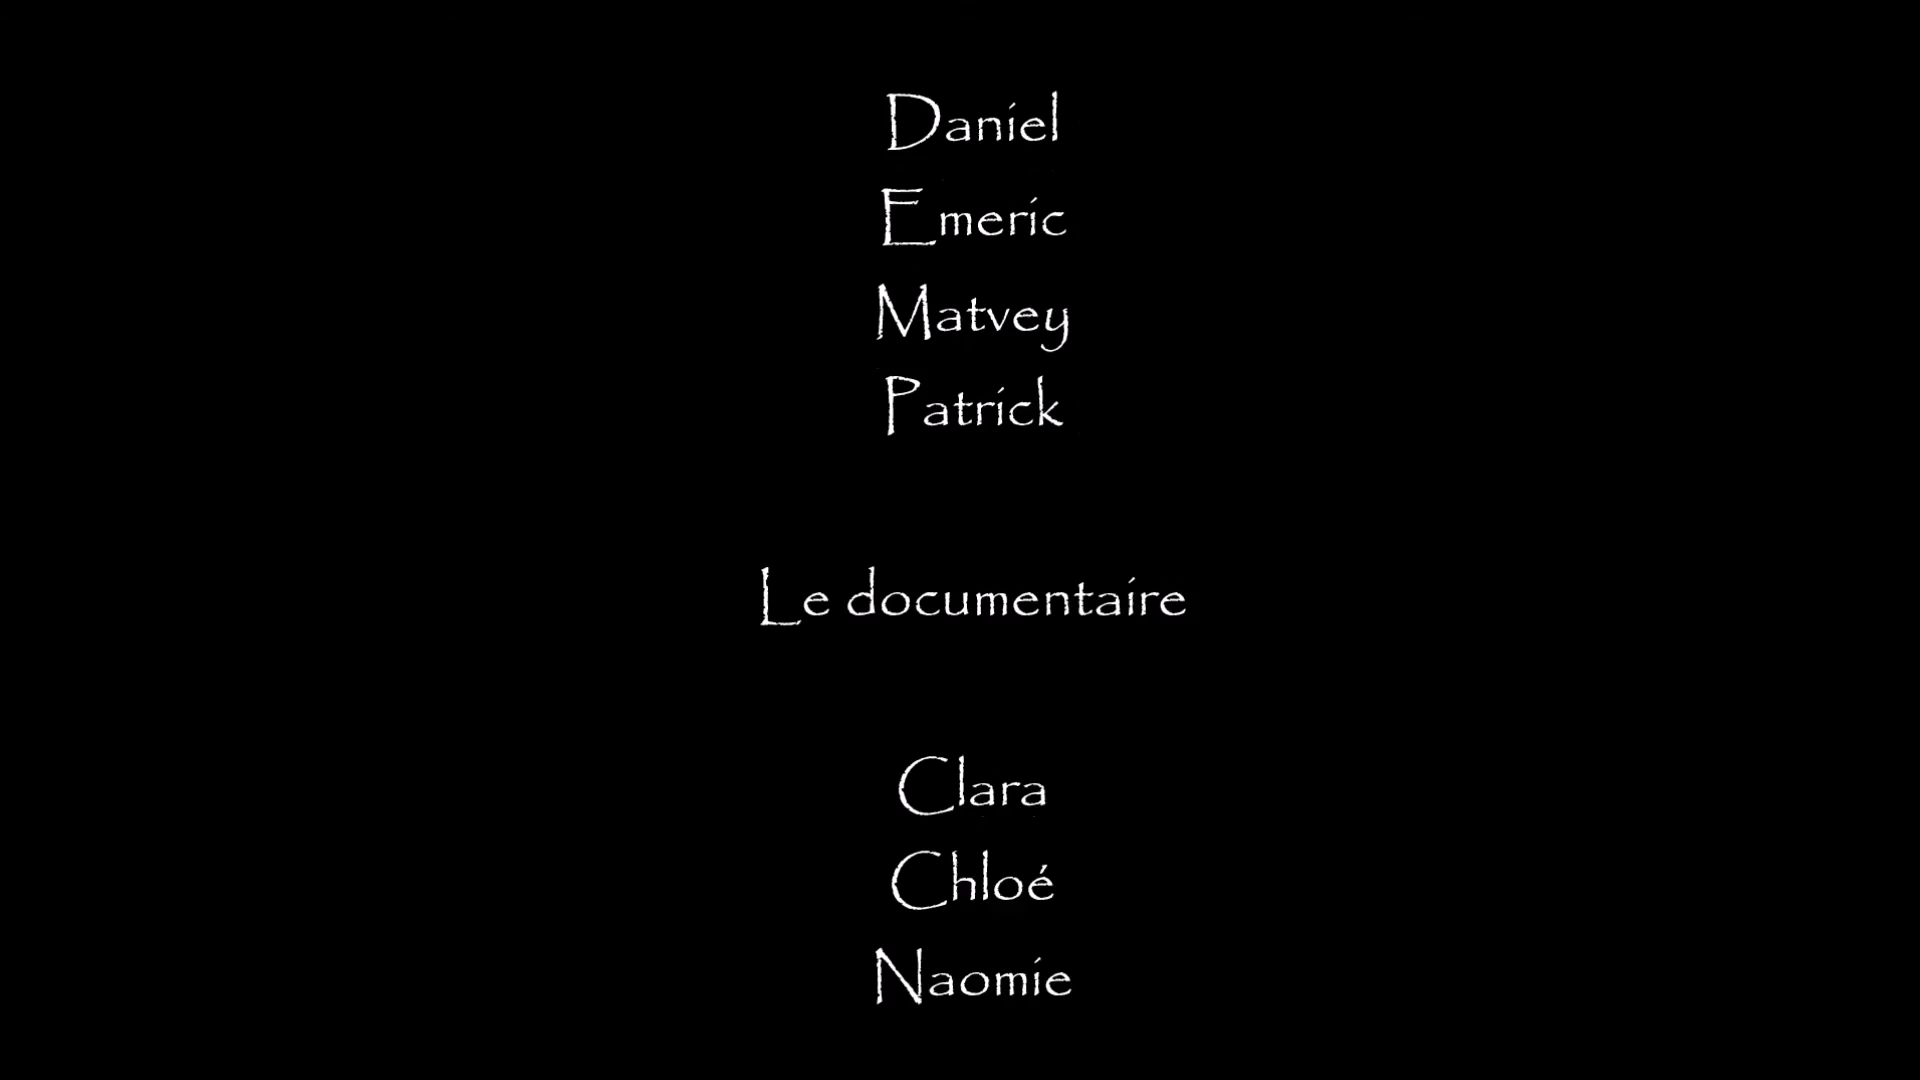 Daniel
Emeric
Matvey
Patrick
Le documentaire
Clara
Chloé
Naomie